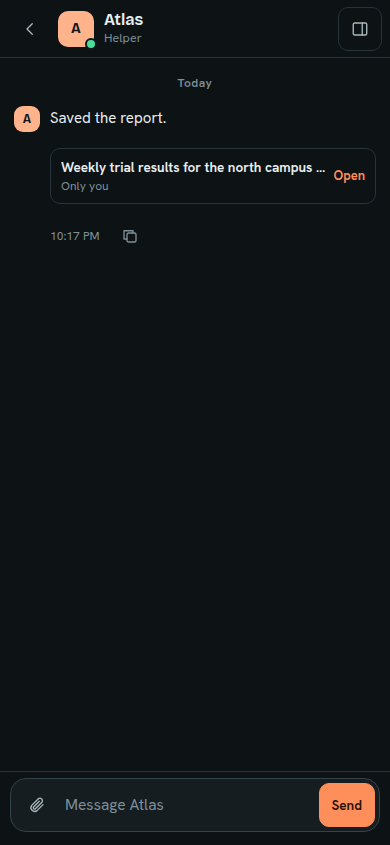 A
Atlas
Helper
Today
A
Saved the report.
Weekly trial results for the north campus ...
Only you
Open
10:17 PM
Message Atlas
Send